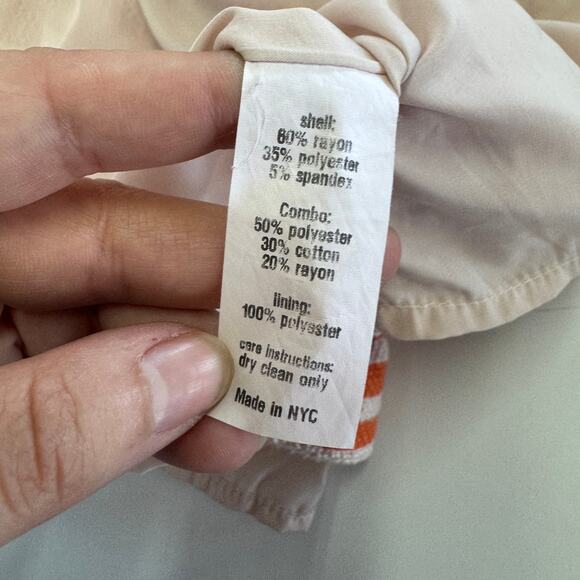 shell:
60% rayon
35% polyester
5% spandex
Combo:
50% polyester
30% cotton
20% rayon
lining:
100% polyester
care instructions:
dry clean only
Made in NYC